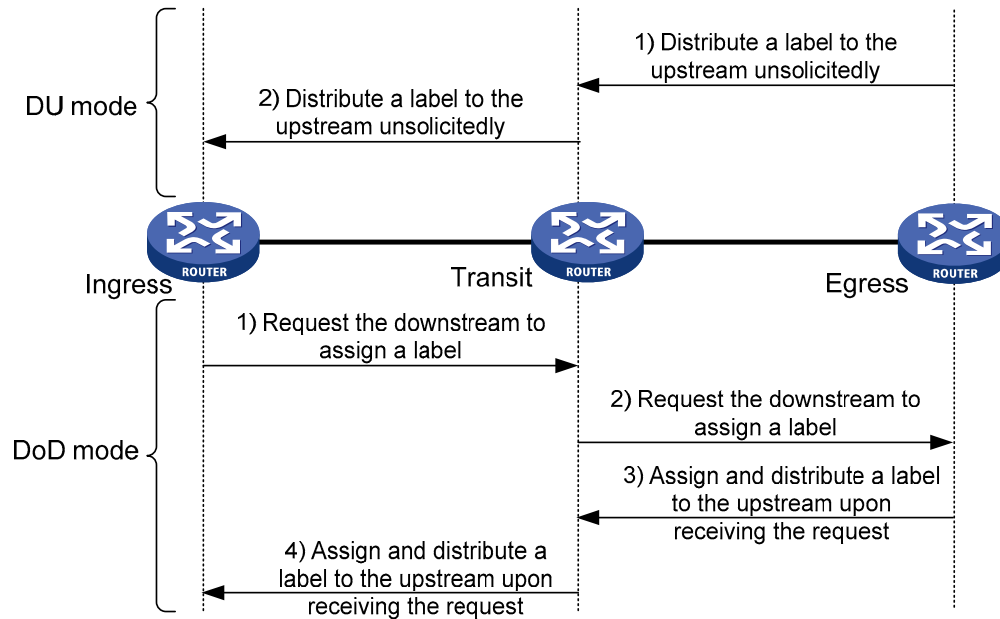 1) Distribute a label to the
upstream unsolicitedly
DU mode
2) Distribute a label to the
upstream unsolicitedly
ROUTER
ROUTER
ROUTER
Ingress
Transit
Egress
1) Request the downstream to
assign a label
2) Request the downstream to
assign a label
DoD mode
3) Assign and distribute a label
to the upstream upon
receiving the request
4) Assign and distribute a
label to the upstream upon
receiving the request